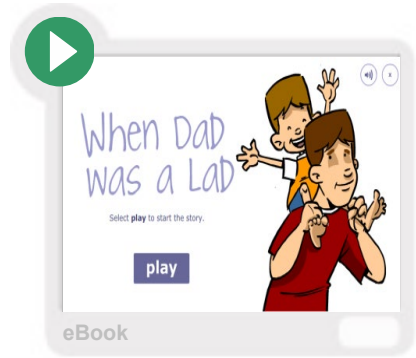 When Dad
was a Lad
Select play to start the story.
play
eBook